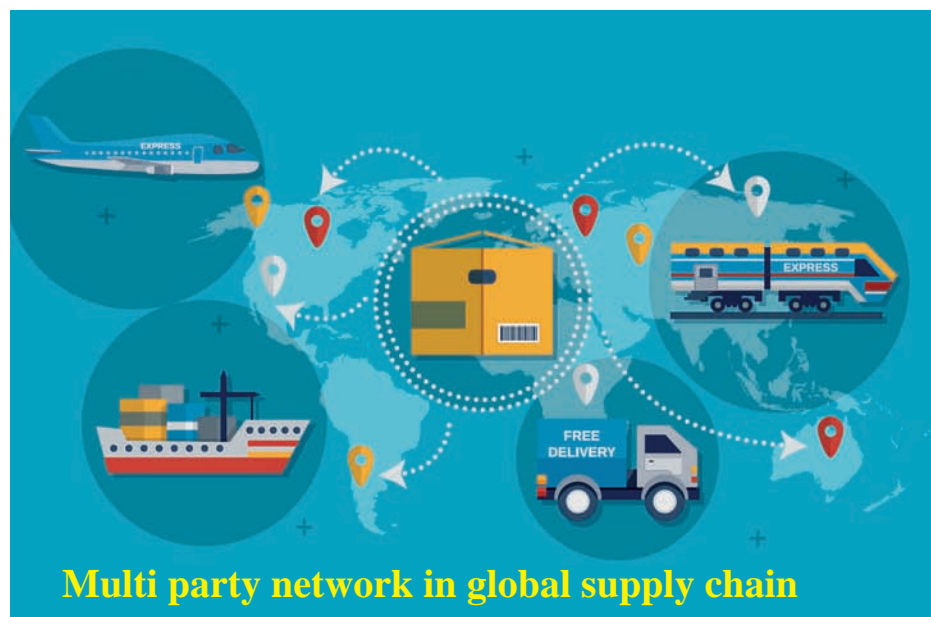 EXPRESS
EXPRESS
FREE
DELIVERY
Multi party network in global supply chain